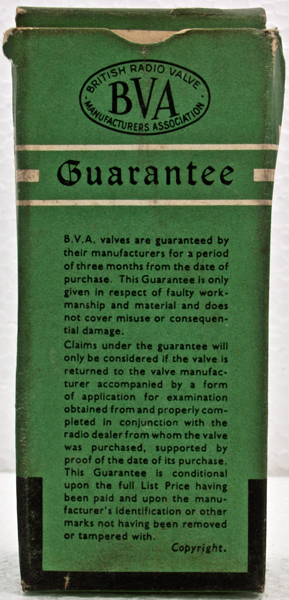 BRITISH RADIO VALVE
BVA
MANUFACTURERS ASSOCIATION
Guarantee
B.V.A. valves are guaranteed by
their manufacturers for a period
of three months from the date of
purchase. This Guarantee is only
given in respect of faulty work-
manship and material and does
not cover misuse or consequen-
tial damage.
Claims under the guarantee will
only be considered if the valve is
returned to the valve manufac-
turer accompanied by a form
of application for examination
obtained from and properly com-
pleted in conjunction with the
radio dealer from whom the valve
was purchased, supported by
proof of the date of its purchase.
This Guarantee is conditional
upon the full List Price having
been paid and upon the manu-
facturer's identification or other
marks not having been removed
or tampered with.
Copyright.